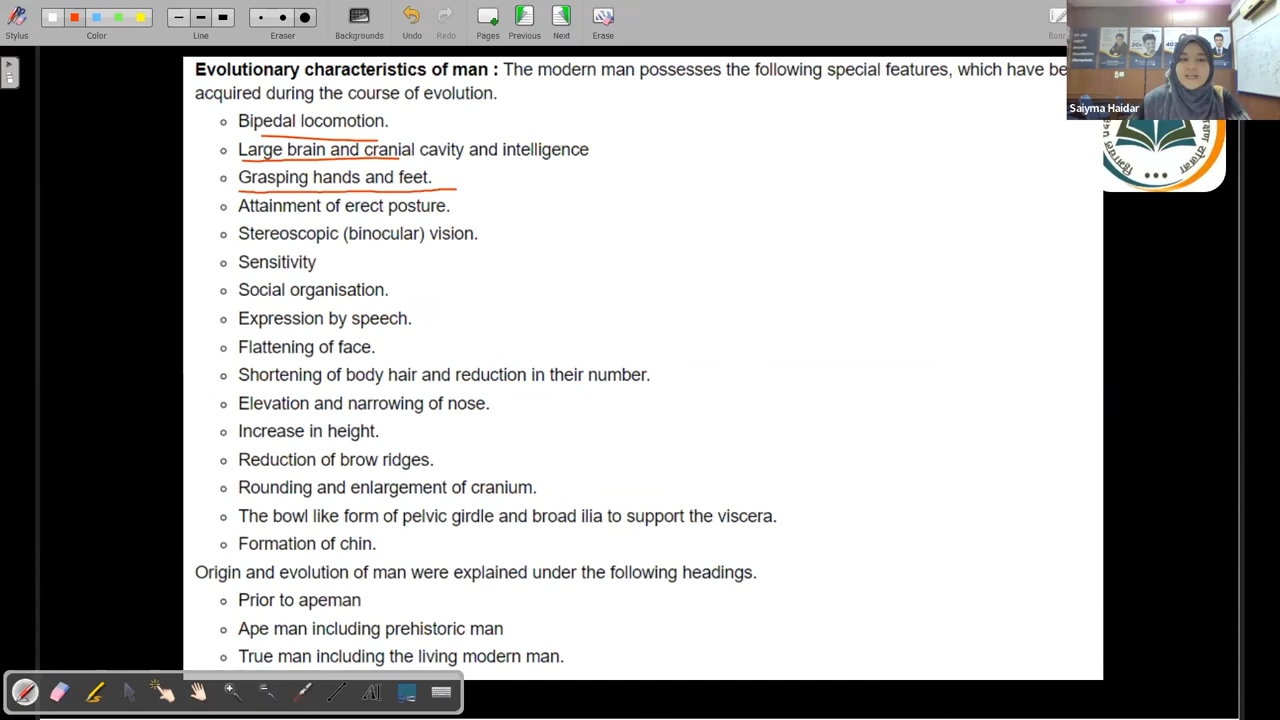 Stylus
Color
Line
Eraser
Backgrounds
Undo
Redo
Pages
Previous
Next
Erase
Saiyma Haidar
Evolutionary characteristics of man : The modern man possesses the following special features, which have be
acquired during the course of evolution.
Bipedal locomotion.
Large brain and cranial cavity and intelligence
Grasping hands and feet.
Attainment of erect posture.
Stereoscopic (binocular) vision.
Sensitivity
Social organisation.
Expression by speech.
Flattening of face.
Shortening of body hair and reduction in their number.
Elevation and narrowing of nose.
Increase in height.
Reduction of brow ridges.
Rounding and enlargement of cranium.
The bowl like form of pelvic girdle and broad ilia to support the viscera.
Formation of chin.
Origin and evolution of man were explained under the following headings.
Prior to apeman
Ape man including prehistoric man
True man including the living modern man.